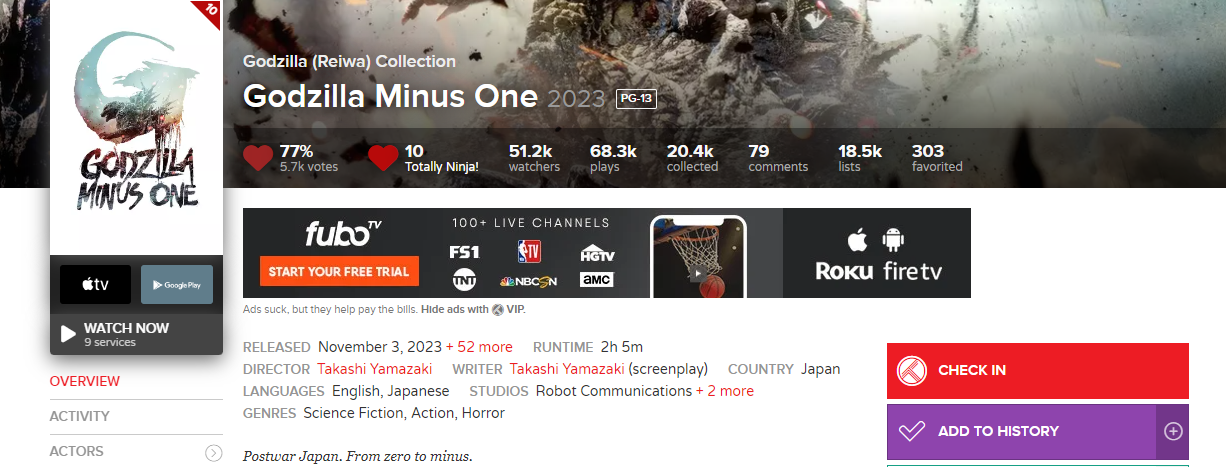 10
Godzilla (Reiwa) Collection
Godzilla Minus One 2023 PG-13
GODZILLA
MINUS ONE
77%
5.7k votes
10
Totally Ninja!
51.2k
watchers
68.3k
plays
20.4k
collected
79
comments
18.5k
lists
303
favorited
fubo TV
START YOUR FREE TRIAL
100+ LIVE CHANNELS
FS1
TV
HGTV
TNT
NBCSN
amc
Roku firetv
Ads suck, but they help pay the bills. Hide ads with VIP.
tv
Google Play
WATCH NOW
9 services
OVERVIEW
ACTIVITY
ACTORS
RELEASED November 3, 2023 + 52 more RUNTIME 2h 5m
DIRECTOR Takashi Yamazaki WRITER Takashi Yamazaki (screenplay) COUNTRY Japan
LANGUAGES English, Japanese STUDIOS Robot Communications + 2 more
GENRES Science Fiction, Action, Horror
Postwar Japan. From zero to minus.
CHECK IN
ADD TO HISTORY